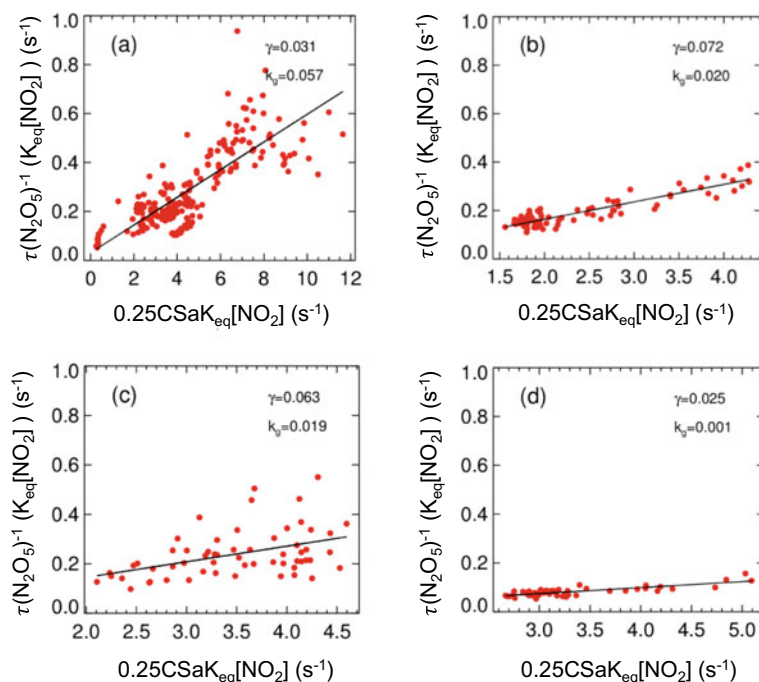 (a)
γ=0.031
kg=0.057
1.0
0.8
0.6
0.4
0.2
0.0
0 2 4 6 8 10 12
τ(N2O5)-1 (Keq[NO2] ) (s-1)
0.25CSaKeq[NO2] (s-1)
(b)
γ=0.072
kg=0.020
1.0
0.8
0.6
0.4
0.2
0.0
1.5 2.0 2.5 3.0 3.5 4.0
τ(N2O5)-1 (Keq[NO2] ) (s-1)
0.25CSaKeq[NO2] (s-1)
(c)
γ=0.063
kg=0.019
1.0
0.8
0.6
0.4
0.2
0.0
2.0 2.5 3.0 3.5 4.0 4.5
τ(N2O5)-1 (Keq[NO2] ) (s-1)
0.25CSaKeq[NO2] (s-1)
(d)
γ=0.025
kg=0.001
1.0
0.8
0.6
0.4
0.2
0.0
3.0 3.5 4.0 4.5 5.0
τ(N2O5)-1 (Keq[NO2] ) (s-1)
0.25CSaKeq[NO2] (s-1)